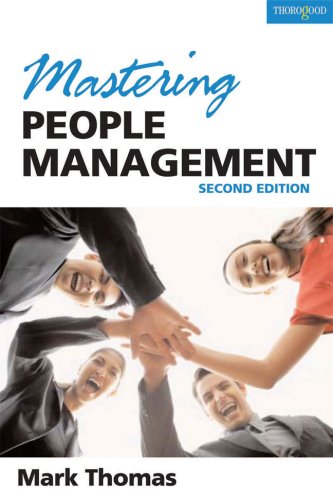 THOROgOOD
Mastering
PEOPLE
MANAGEMENT
SECOND EDITION
Mark Thomas